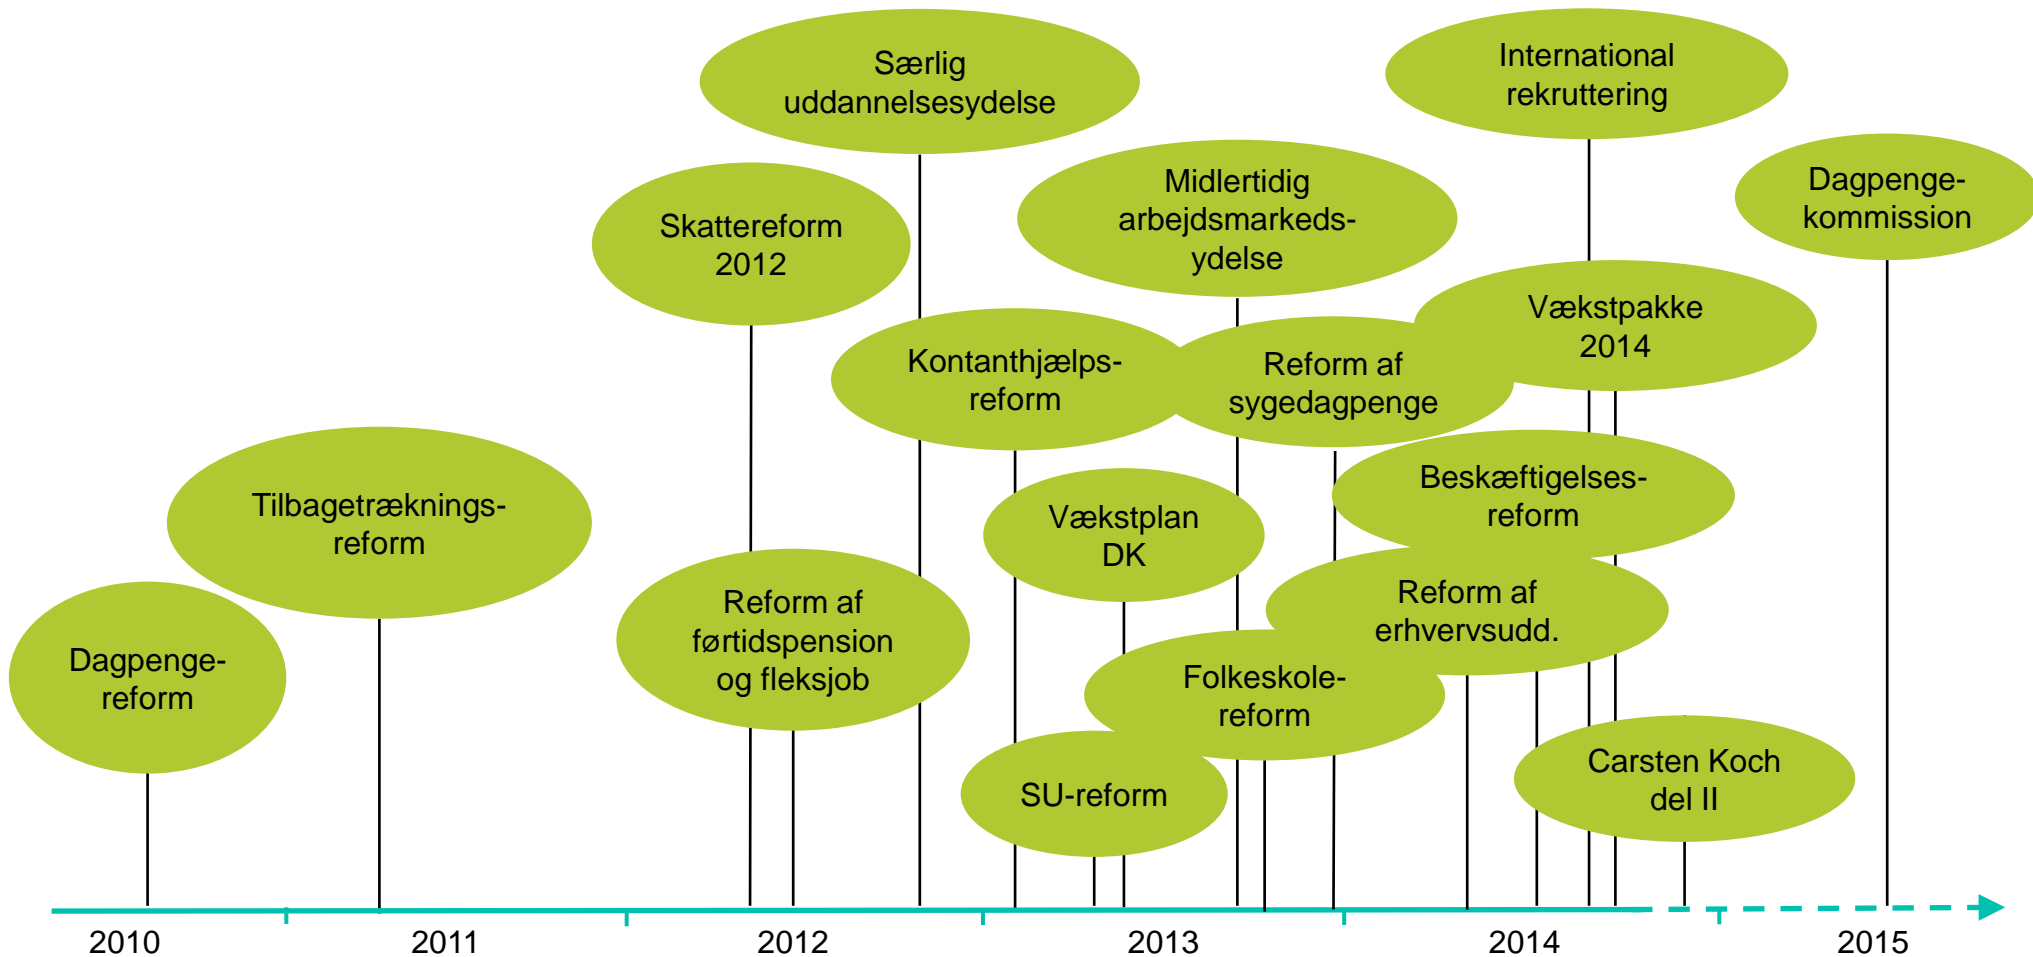 Særlig
uddannelsesydelse
International
rekruttering
Midlertidig
arbejdsmarkeds-
ydelse
Dagpenge-
kommission
Skattereform
2012
Vækstpakke
2014
Kontanthjælps-
reform
Reform af
sygedagpenge
Tilbagetræknings-
reform
Vækstplan
DK
Beskæftigelses-
reform
Dagpenge-
reform
Reform af
førtidspension
og fleksjob
Reform af
erhvervsudd.
Folkeskole-
reform
SU-reform
Carsten Koch
del II
2010
2011
2012
2013
2014
2015